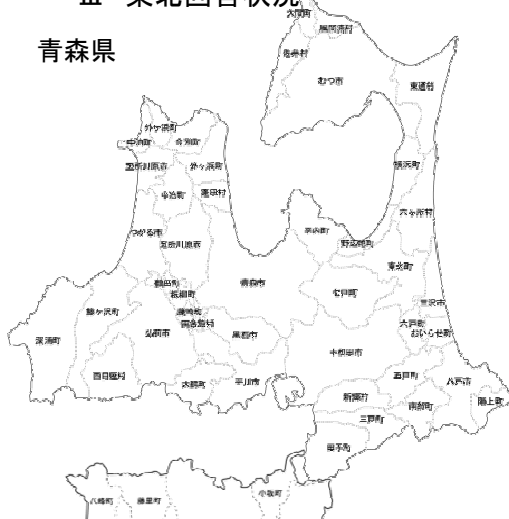 大間町
風間浦村
青森県
佐井村
むつ市
東通村
外ヶ浜町
中泊町
今別町
五所川原市
外ヶ浜町
横浜町
中泊町
蓬田村
六ヶ所村
つがる市
平内町
五所川原市
野辺地町
東北町
鶴田町
青森市
七戸町
板柳町
三沢市
鰺ヶ沢町
藤崎町
田舎館村
六戸町
深浦町
弘前市
黒石市
おいらせ町
十和田市
五戸町
西目屋村
大鰐町
平川市
八戸市
新郷村
南部町
階上町
三戸町
田子町
八峰町
藤里町
小坂町